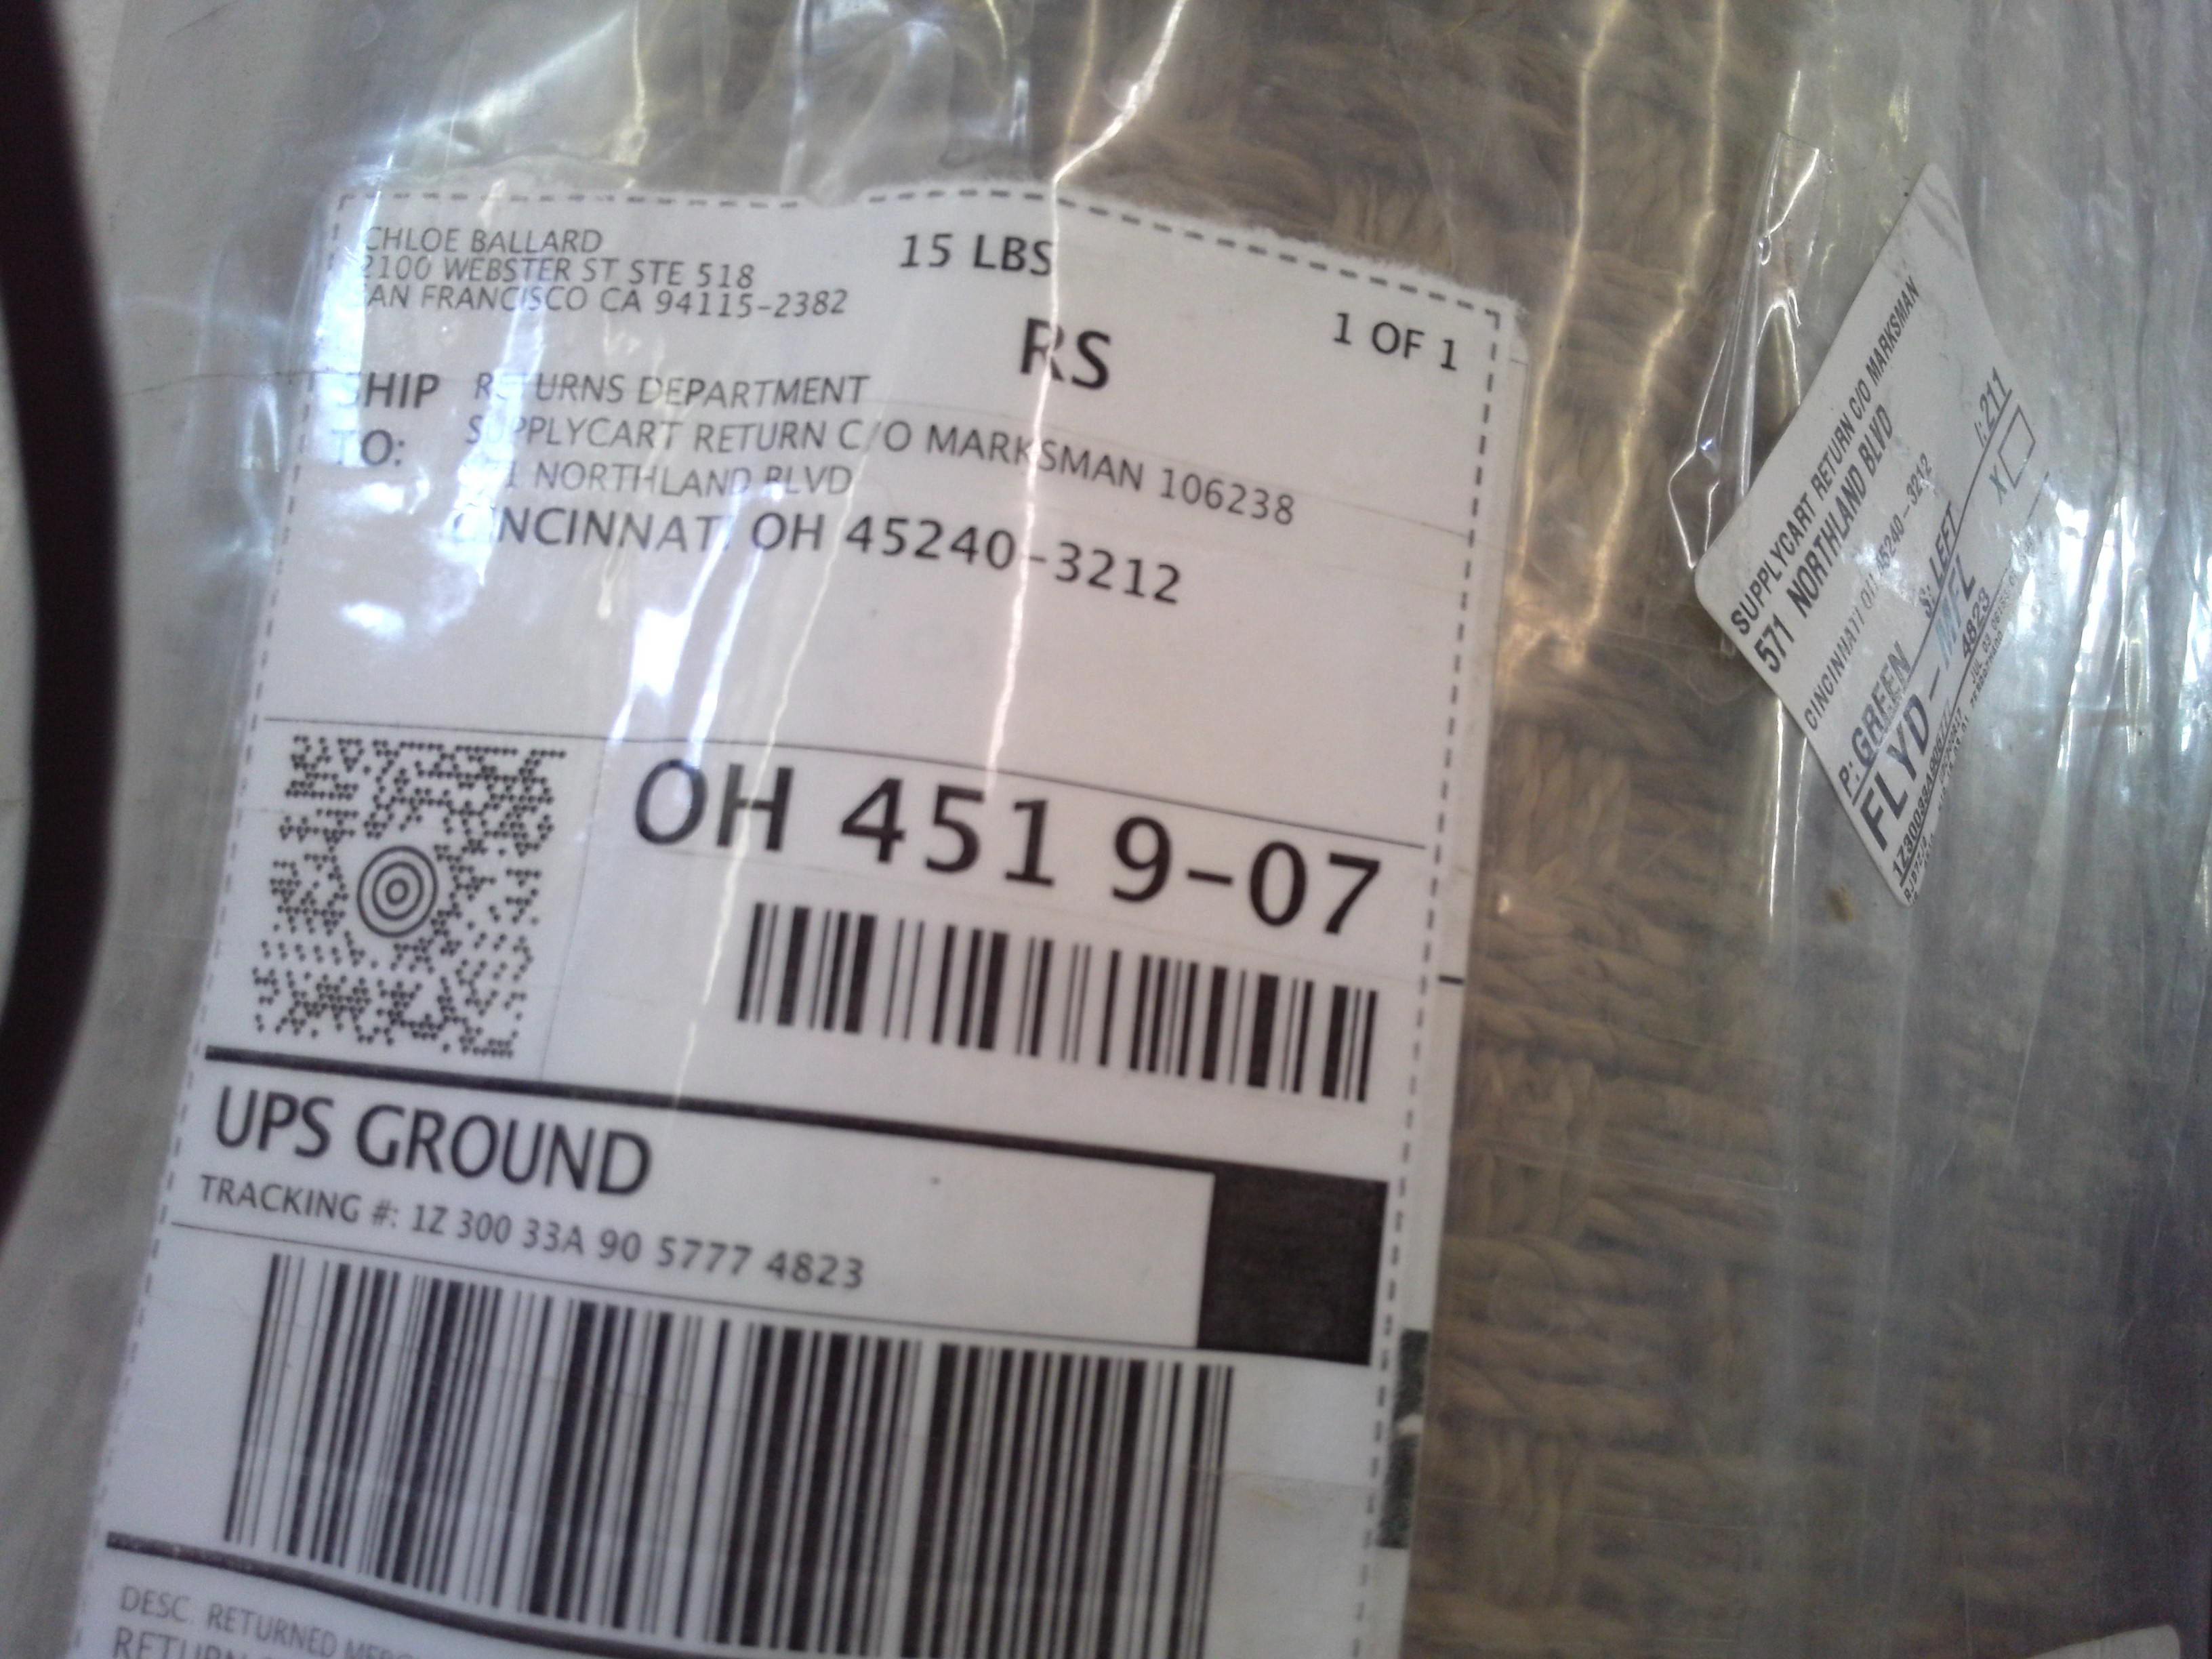 CHLOE BALLARD
2100 WEBSTER ST STE 518
SAN FRANCISCO CA 94115-2382
15 LBS
1 OF 1
RS
SHIP TO:
RETURNS DEPARTMENT
SUPPLYCART RETURN C/O MARKSMAN 106238
571 NORTHLAND BLVD
CINCINNATI OH 45240-3212
OH 451 9-07
UPS GROUND
TRACKING #: 1Z 300 33A 90 5777 4823
DESC. RETURNED
RETURN
SUPPLYCART RETURN C/O MARKSMAN
571 NORTHLAND BLVD
CINCINNATI OH 45240-3212
P: GREEN S: LEFT I: 211
FLYD - MFL X
4823